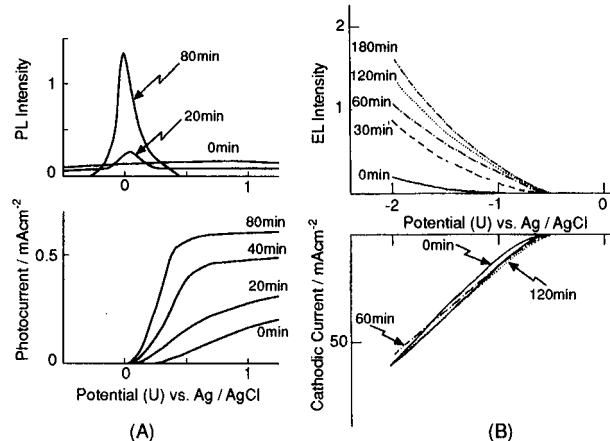 PL Intensity
1
0
80min
20min
0min
0
1
Photocurrent / mAcm⁻²
0.5
0
80min
40min
20min
0min
0
1
Potential (U) vs. Ag / AgCl
(A)
EL Intensity
2
1
180min
120min
60min
30min
0min
-2
-1
0
Potential (U) vs. Ag / AgCl
Cathodic Current / mAcm⁻²
50
0min
120min
60min
(B)